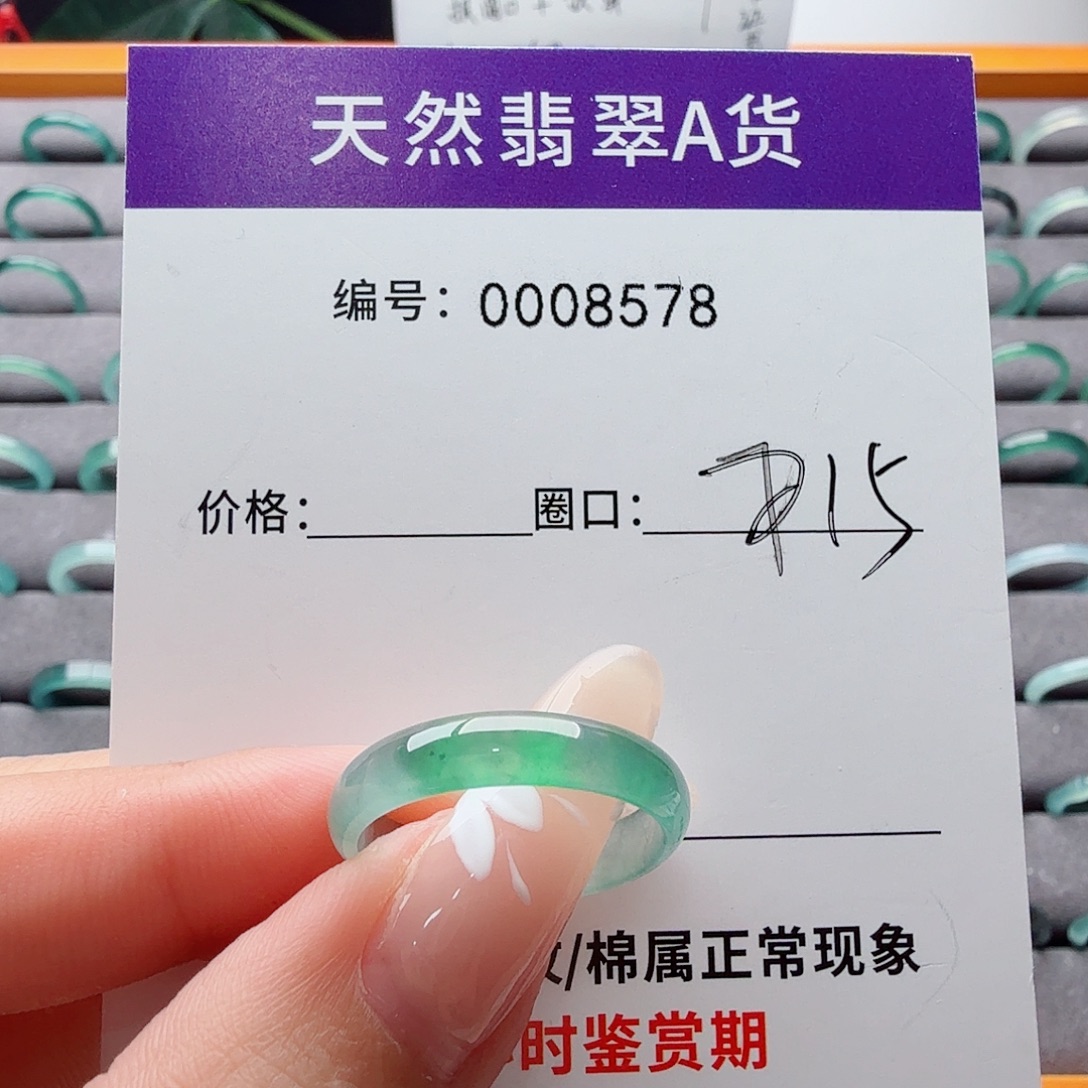 天然翡翠A货
编号：0008578
价格： 圈口： 15
/棉属正常现象
时鉴赏期